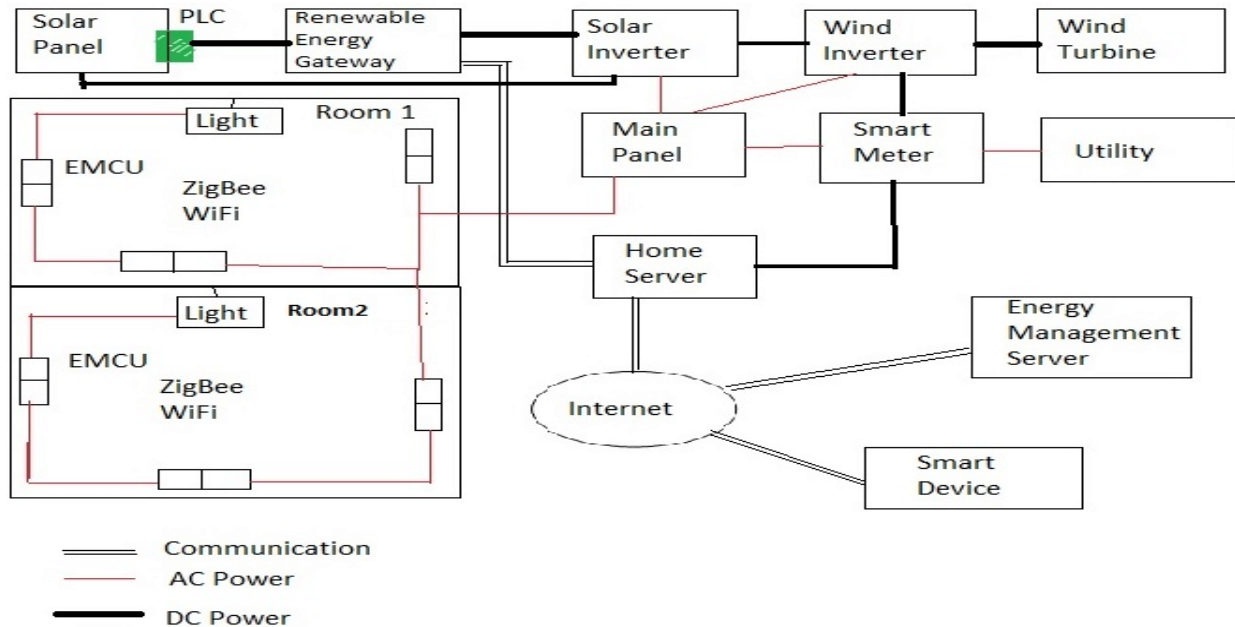 Solar
Panel
PLC
Renewable
Energy
Gateway
Solar
Inverter
Wind
Inverter
Wind
Turbine
Light
Room 1
EMCU
ZigBee
WiFi
Main
Panel
Smart
Meter
Utility
Home
Server
Light
Room2
:
EMCU
ZigBee
WiFi
Energy
Management
Server
Internet
Smart
Device
Communication
AC Power
DC Power